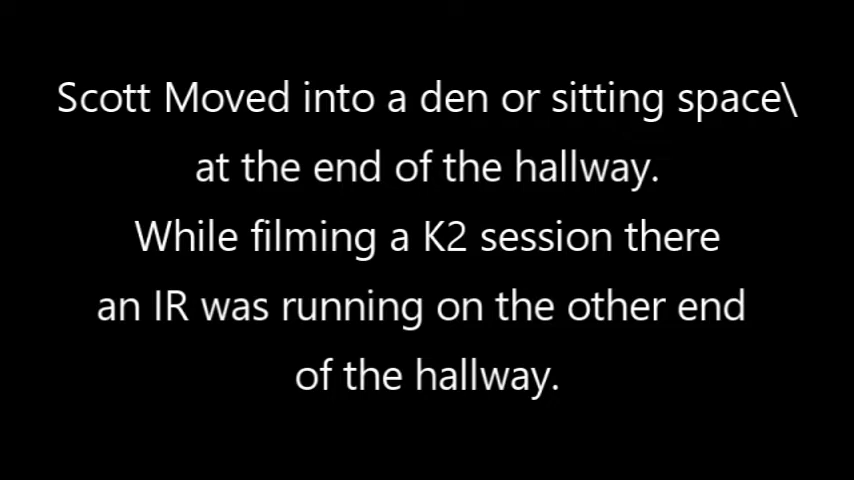 Scott Moved into a den or sitting space\
at the end of the hallway.
While filming a K2 session there
an IR was running on the other end
of the hallway.